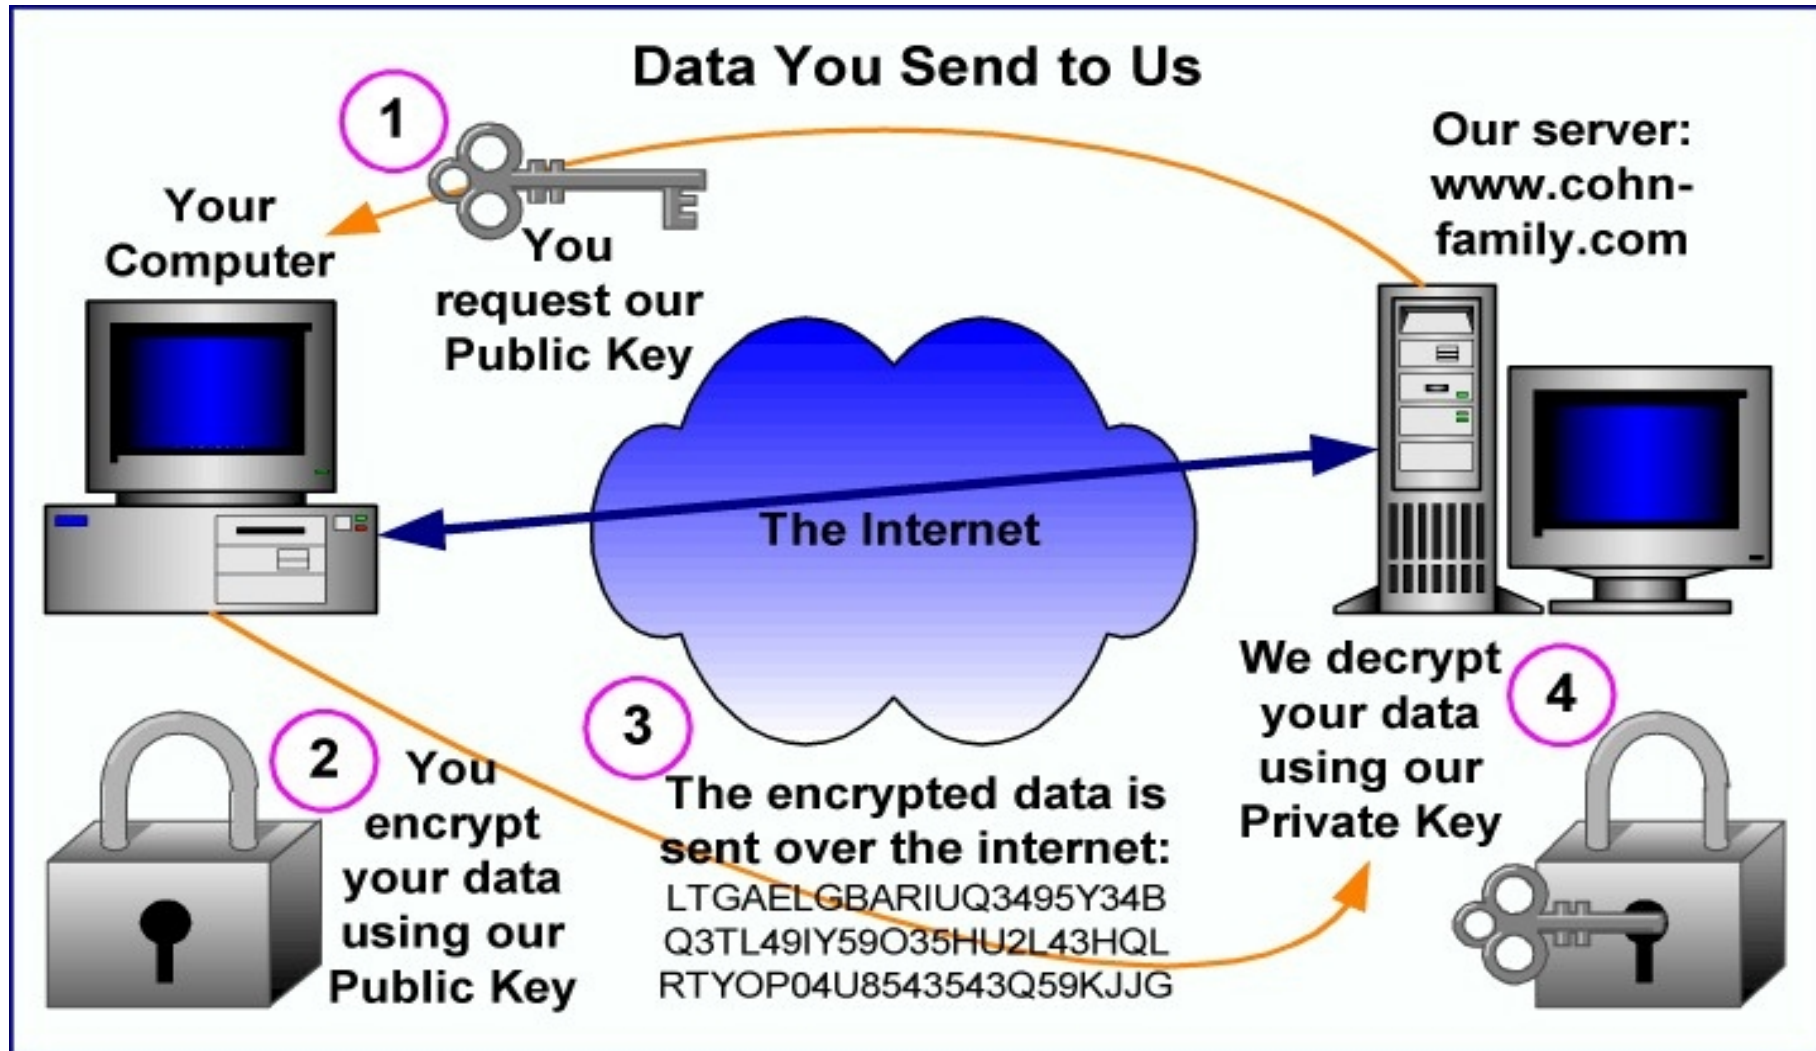 Data You Send to Us
1
Your
Computer
You
request our
Public Key
Our server:
www.cohn-
family.com
The Internet
2
You
encrypt
your data
using our
Public Key
3
The encrypted data is
sent over the internet:
LTGAELGBARIUQ3495Y34B
Q3TL49IY59O35HU2L43HQL
RTYOP04U8543543Q59KJJG
We decrypt
your data
using our
Private Key
4